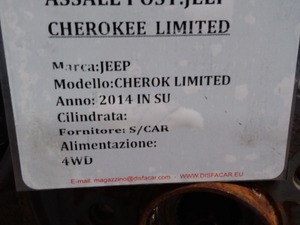 ASSALE POST.JEEP
CHEROKEE LIMITED
Marca:JEEP
Modello:CHEROK LIMITED
Anno: 2014 IN SU
Cilindrata:
Fornitore: S/CAR
Alimentazione:
4WD
E-mail: magazzino@disfacar.com - WWW.DISFACAR.EU